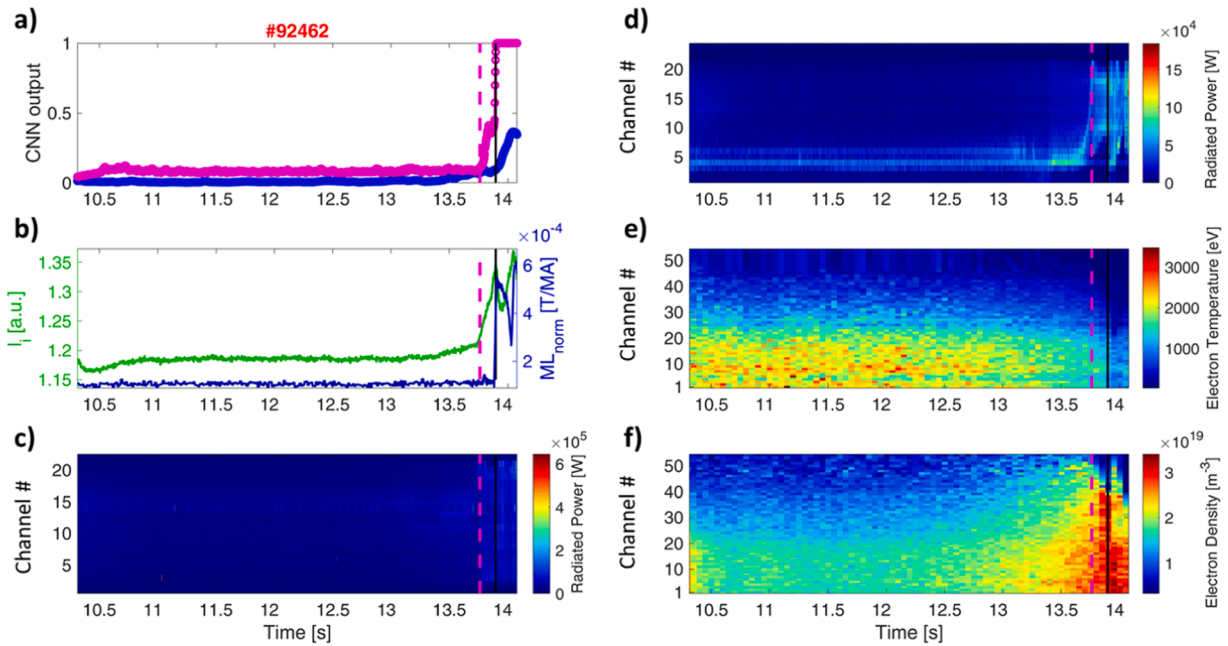 a)
#92462
CNN output
1
0.5
0
10.5 11 11.5 12 12.5 13 13.5 14
b)
×10⁻⁴
l_i [a.u.]
1.35
1.3
1.25
1.2
1.15
6
4
2
ML_norm [T/MA]
10.5 11 11.5 12 12.5 13 13.5 14
c)
×10⁵
Channel #
20
15
10
5
6
4
2
0
Radiated Power [W]
10.5 11 11.5 12 12.5 13 13.5 14
Time [s]
d)
×10⁴
Channel #
20
15
10
5
15
10
5
0
Radiated Power [W]
10.5 11 11.5 12 12.5 13 13.5 14
e)
Channel #
50
40
30
20
10
1
3000
2000
1000
Electron Temperature [eV]
10.5 11 11.5 12 12.5 13 13.5 14
f)
×10¹⁹
Channel #
50
40
30
20
10
1
3
2
1
Electron Density [m⁻³]
10.5 11 11.5 12 12.5 13 13.5 14
Time [s]